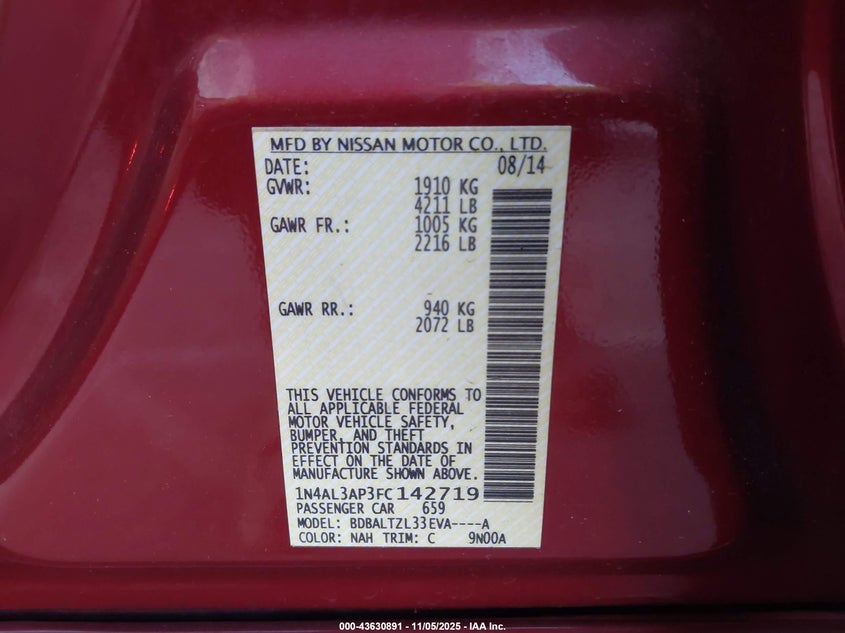 MFD BY NISSAN MOTOR CO., LTD.
DATE: 08/14
GVWR: 1910 KG
4211 LB
GAWR FR.: 1005 KG
2216 LB
GAWR RR.: 940 KG
2072 LB
THIS VEHICLE CONFORMS TO
ALL APPLICABLE FEDERAL
MOTOR VEHICLE SAFETY,
BUMPER, AND THEFT
PREVENTION STANDARDS IN
EFFECT ON THE DATE OF
MANUFACTURE SHOWN ABOVE.
1N4AL3AP3FC142719
PASSENGER CAR 659
MODEL: BDBALTZL33EVA----A
COLOR: NAH TRIM: C 9N00A
000-43630891 - 11/05/2025 - IAA Inc.